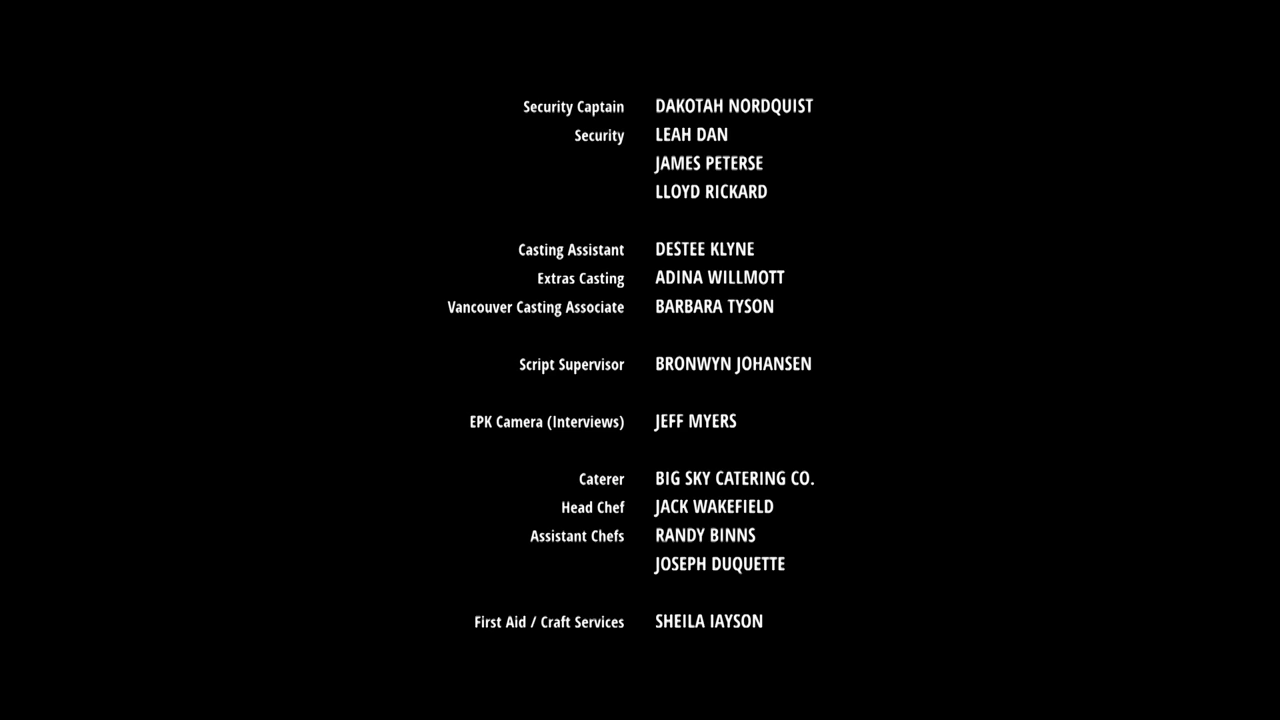 Security Captain DAKOTAH NORDQUIST
Security LEAH DAN
JAMES PETERSE
LLOYD RICKARD
Casting Assistant DESTEE KLYNE
Extras Casting ADINA WILLMOTT
Vancouver Casting Associate BARBARA TYSON
Script Supervisor BRONWYN JOHANSEN
EPK Camera (Interviews) JEFF MYERS
Caterer BIG SKY CATERING CO.
Head Chef JACK WAKEFIELD
Assistant Chefs RANDY BINNS
JOSEPH DUQUETTE
First Aid / Craft Services SHEILA IAYSON